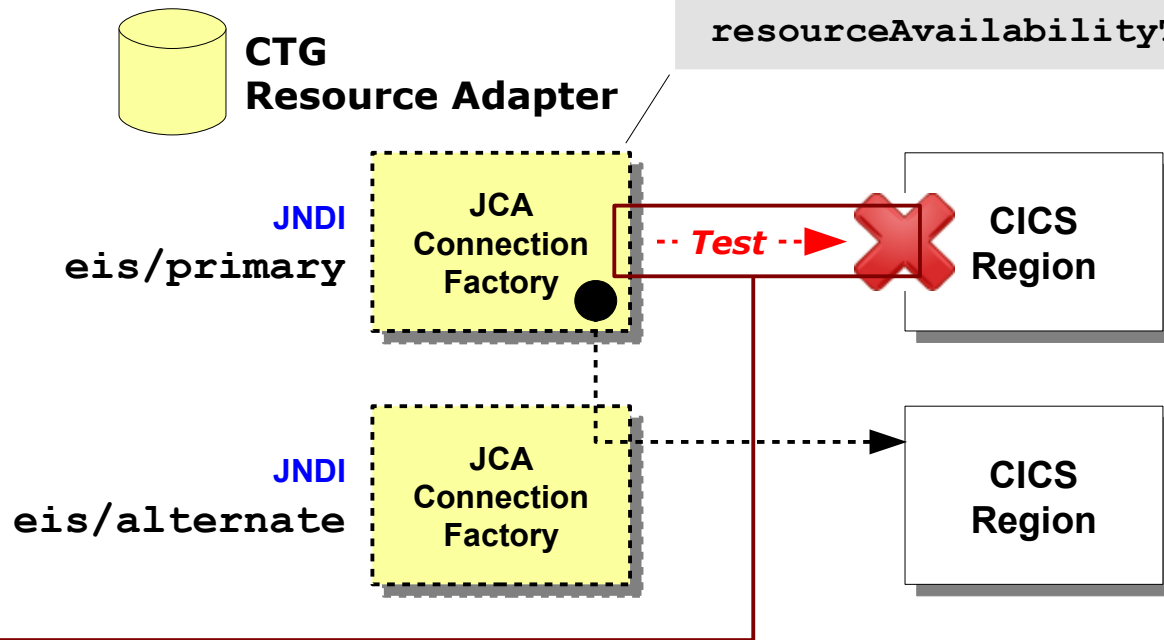 resourceAvailability
CTG
Resource Adapter
JNDI
eis/primary
JCA
Connection
Factory
Test
CICS
Region
JNDI
eis/alternate
JCA
Connection
Factory
CICS
Region